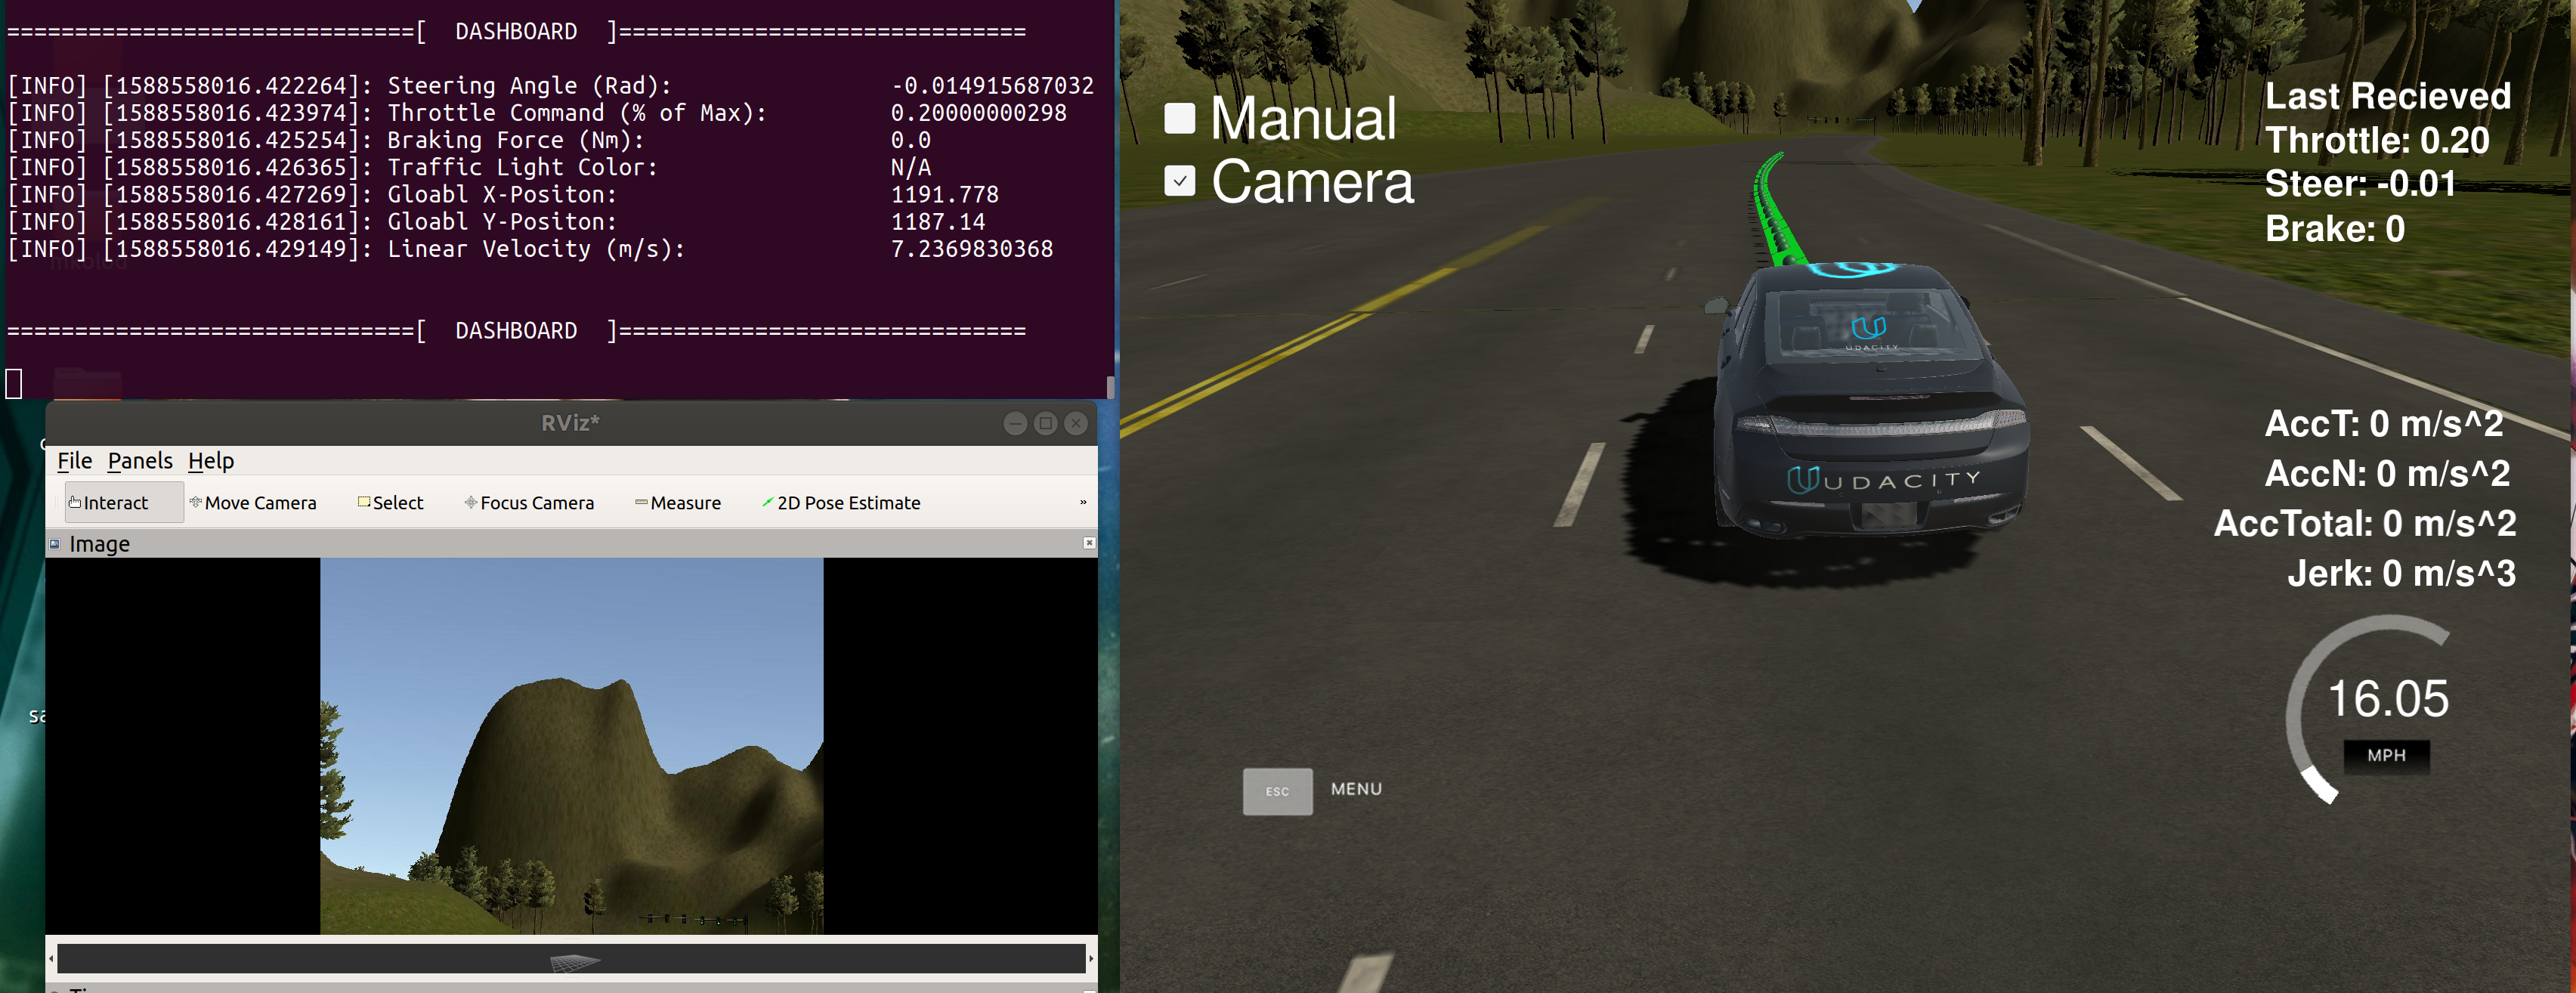 ==============================[  DASHBOARD  ]==============================
[INFO] [1588558016.422264]: Steering Angle (Rad): -0.014915687032
[INFO] [1588558016.423974]: Throttle Command (% of Max): 0.20000000298
[INFO] [1588558016.425254]: Braking Force (Nm): 0.0
[INFO] [1588558016.426365]: Traffic Light Color: N/A
[INFO] [1588558016.427269]: Gloabl X-Positon: 1191.778
[INFO] [1588558016.428161]: Gloabl Y-Positon: 1187.14
[INFO] [1588558016.429149]: Linear Velocity (m/s): 7.2369830368
==============================[  DASHBOARD  ]==============================
RViz*
File Panels Help
Interact Move Camera Select Focus Camera Measure 2D Pose Estimate »
Image
Manual
Camera
Last Recieved
Throttle: 0.20
Steer: -0.01
Brake: 0
UDACITY
UDACITY
AccT: 0 m/s^2
AccN: 0 m/s^2
AccTotal: 0 m/s^2
Jerk: 0 m/s^3
16.05
MPH
ESC MENU